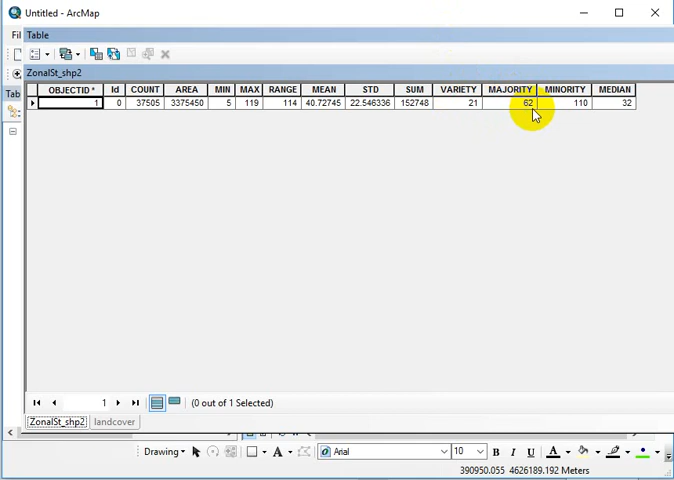 Untitled - ArcMap
Fil
Table
ZonalSt_shp2
Tab
OBJECTID * Id COUNT AREA MIN MAX RANGE MEAN STD SUM VARIETY MAJORITY MINORITY MEDIAN
1 0 37505 3375450 5 119 114 40.72745 22.546336 152748 21 62 110 32
1 (0 out of 1 Selected)
ZonalSt_shp2 landcover
Drawing Arial 10 B I U A
390950.055 4626189.192 Meters